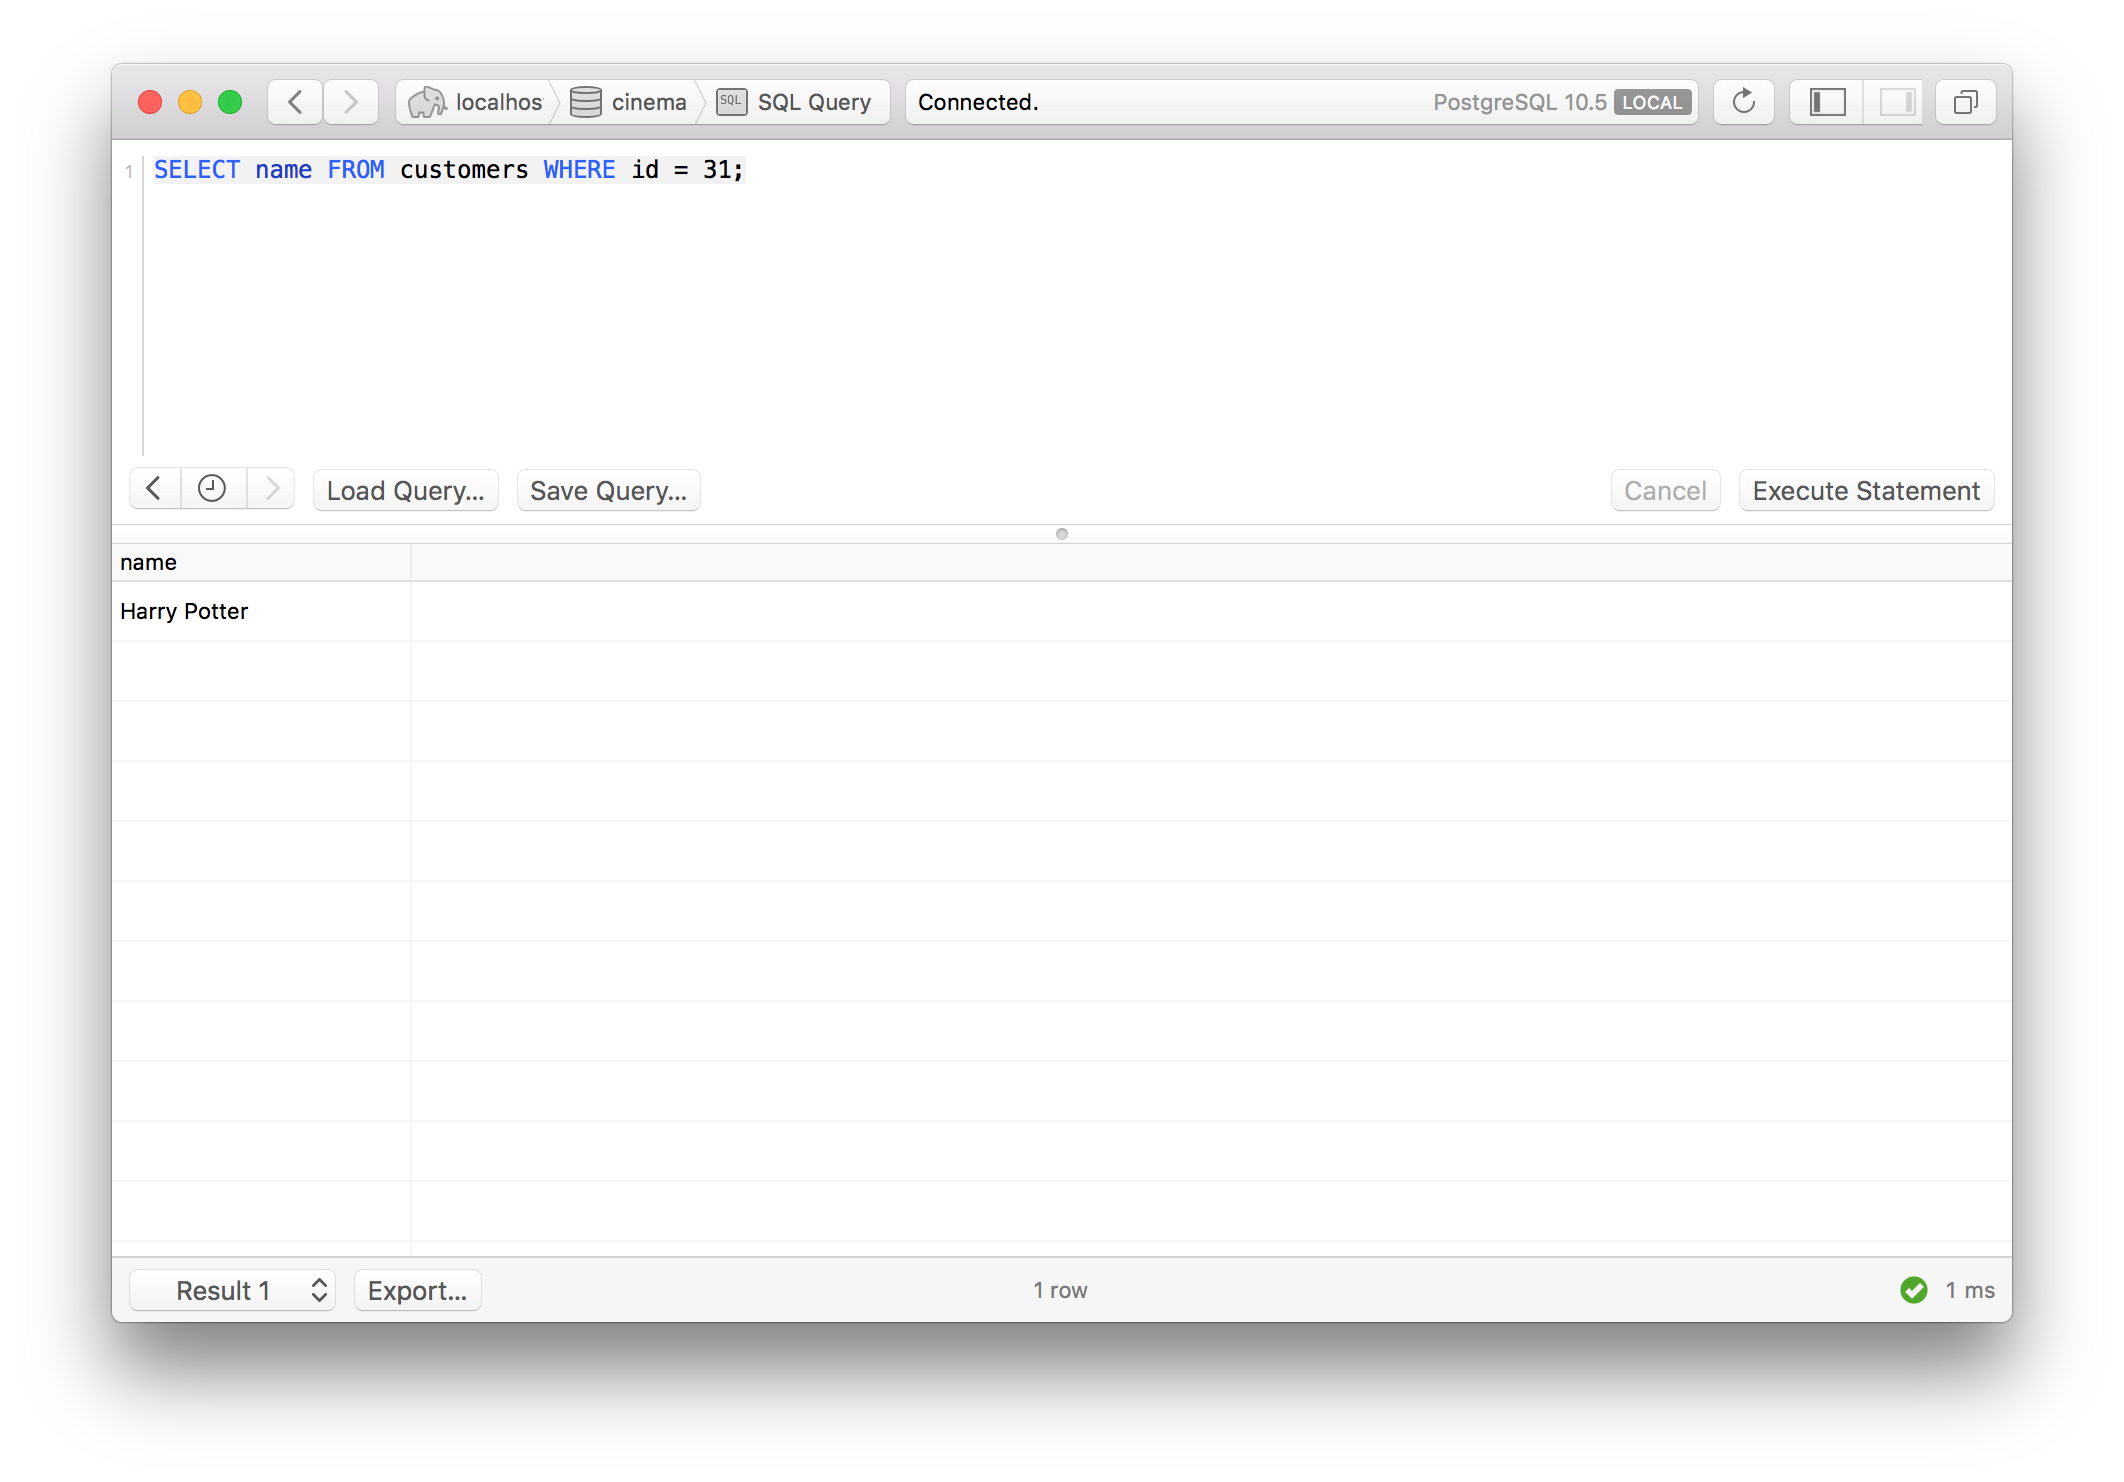 localhos cinema SQL SQL Query Connected. PostgreSQL 10.5 LOCAL
1 SELECT name FROM customers WHERE id = 31;
Load Query... Save Query... Cancel Execute Statement
name
Harry Potter
Result 1 Export... 1 row 1 ms